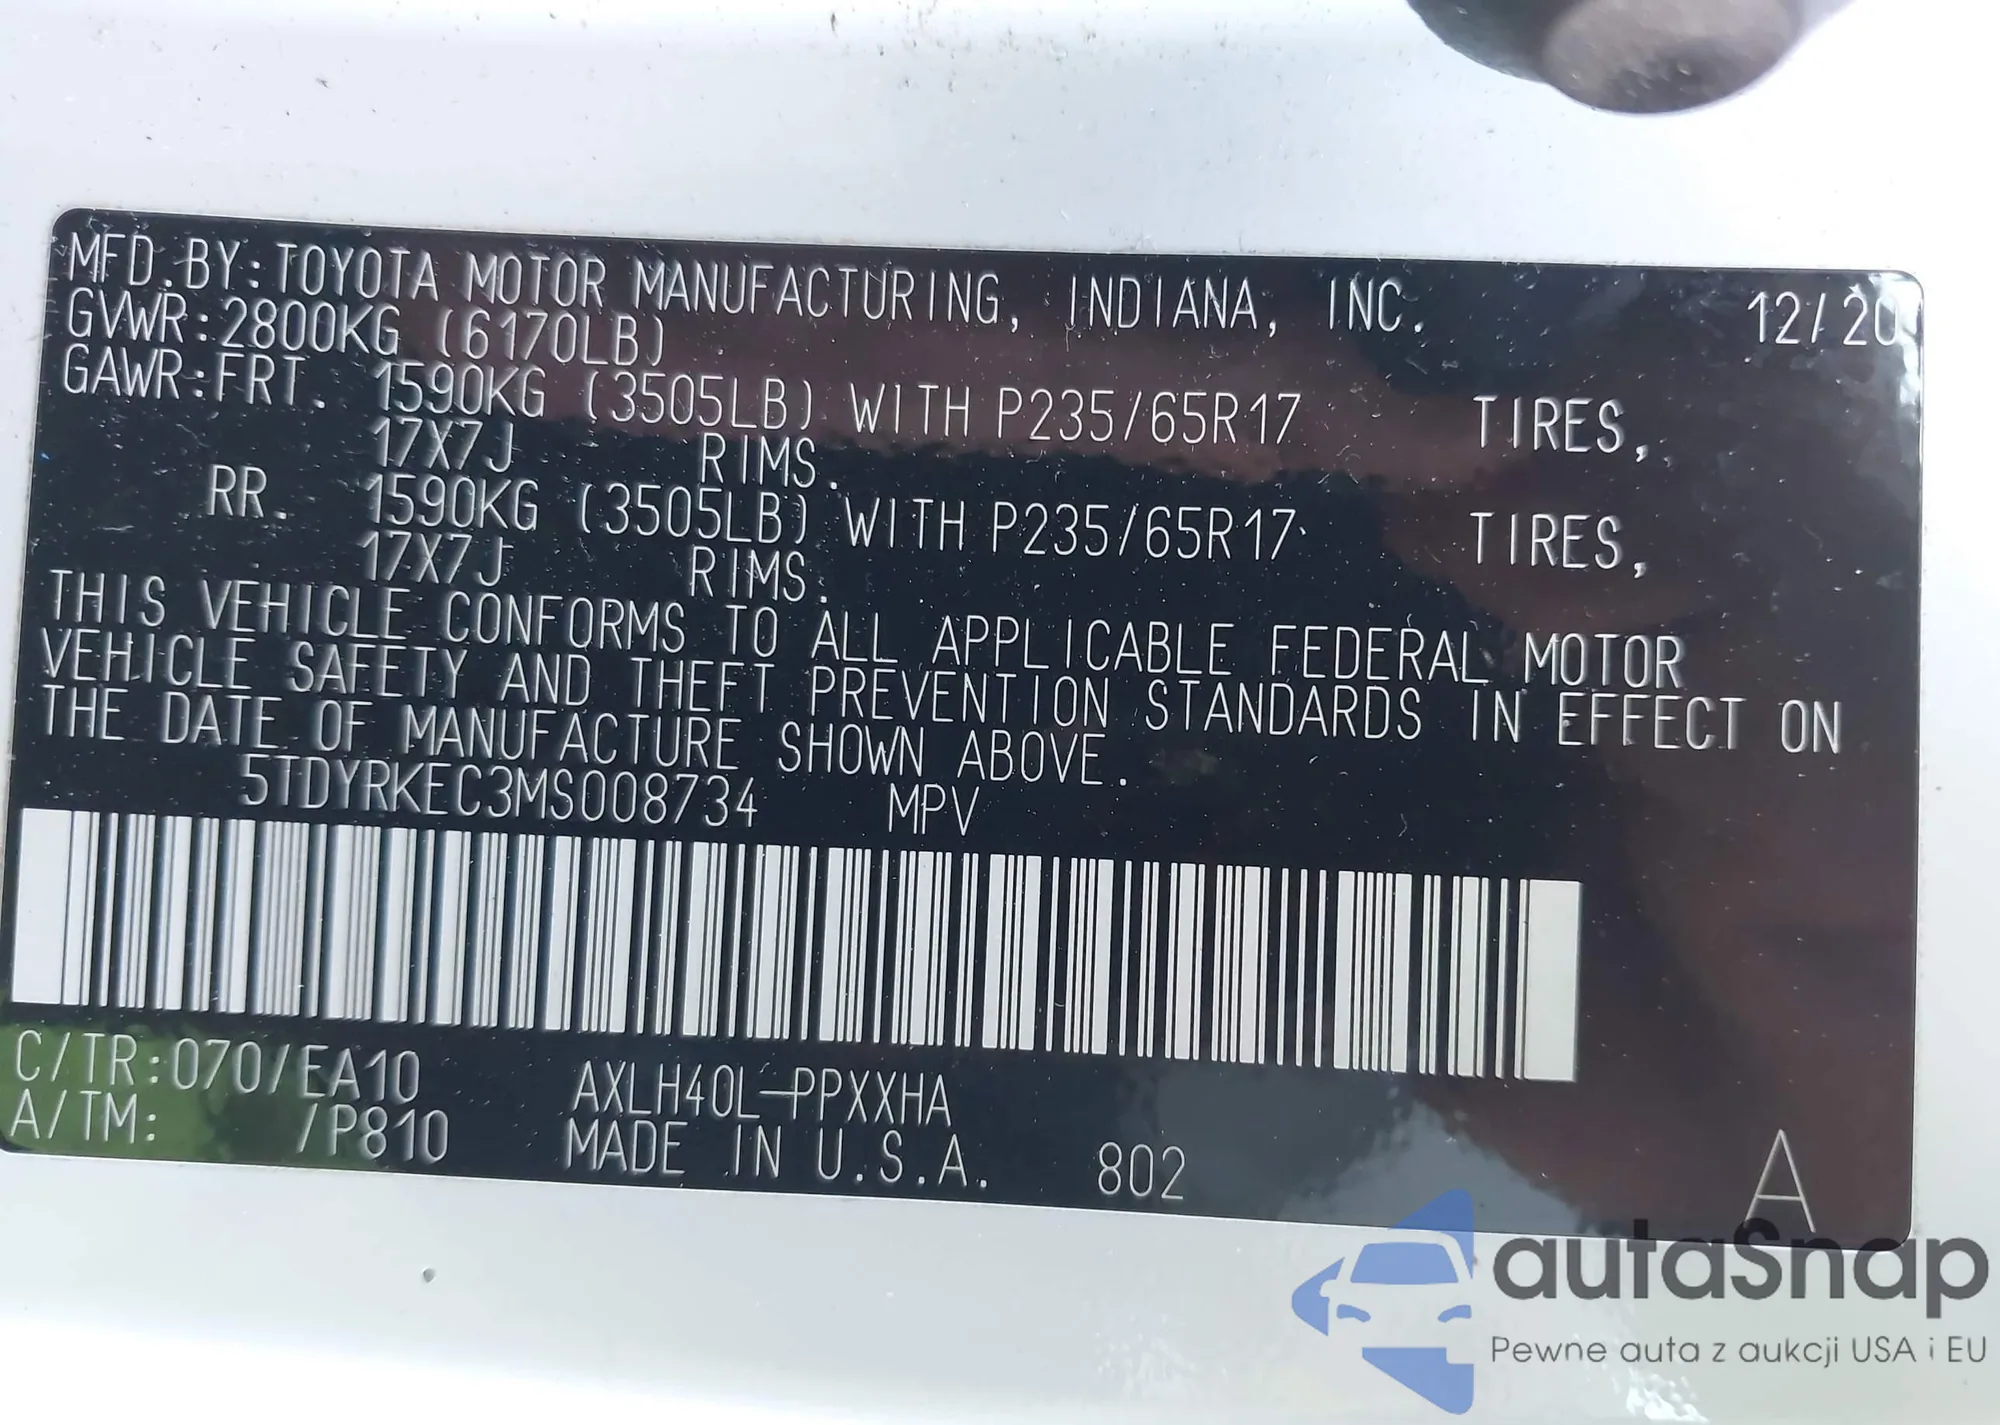 MFD.BY:TOYOTA MOTOR MANUFACTURING, INDIANA, INC. 12/20
GVWR:2800KG (6170LB)
GAWR:FRT. 1590KG (3505LB) WITH P235/65R17 TIRES,
17X7J RIMS.
RR. 1590KG (3505LB) WITH P235/65R17 TIRES,
17X7J RIMS.
THIS VEHICLE CONFORMS TO ALL APPLICABLE FEDERAL MOTOR
VEHICLE SAFETY AND THEFT PREVENTION STANDARDS IN EFFECT ON
THE DATE OF MANUFACTURE SHOWN ABOVE.
5TDYRKEC3MS008734 MPV
C/TR:070/EA10 AXLH40L-PPXXHA
A/TM: /P810 MADE IN U.S.A. 802 A
autaSnap
Pewne auta z aukcji USA i EU